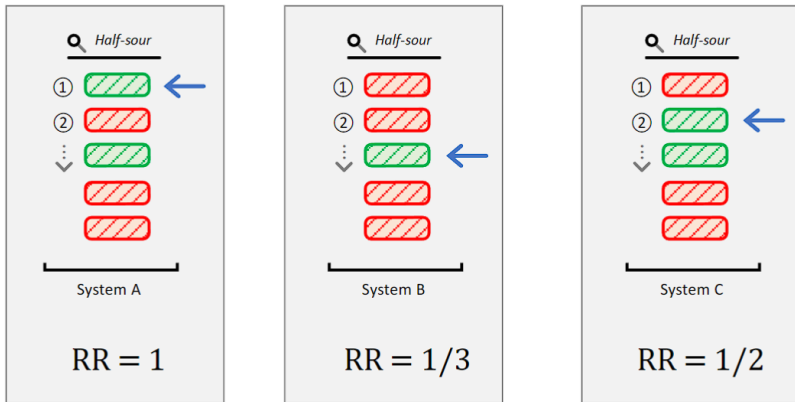 Half-sour
①
②
System A
RR = 1
Half-sour
①
②
System B
RR = 1/3
Half-sour
①
②
System C
RR = 1/2